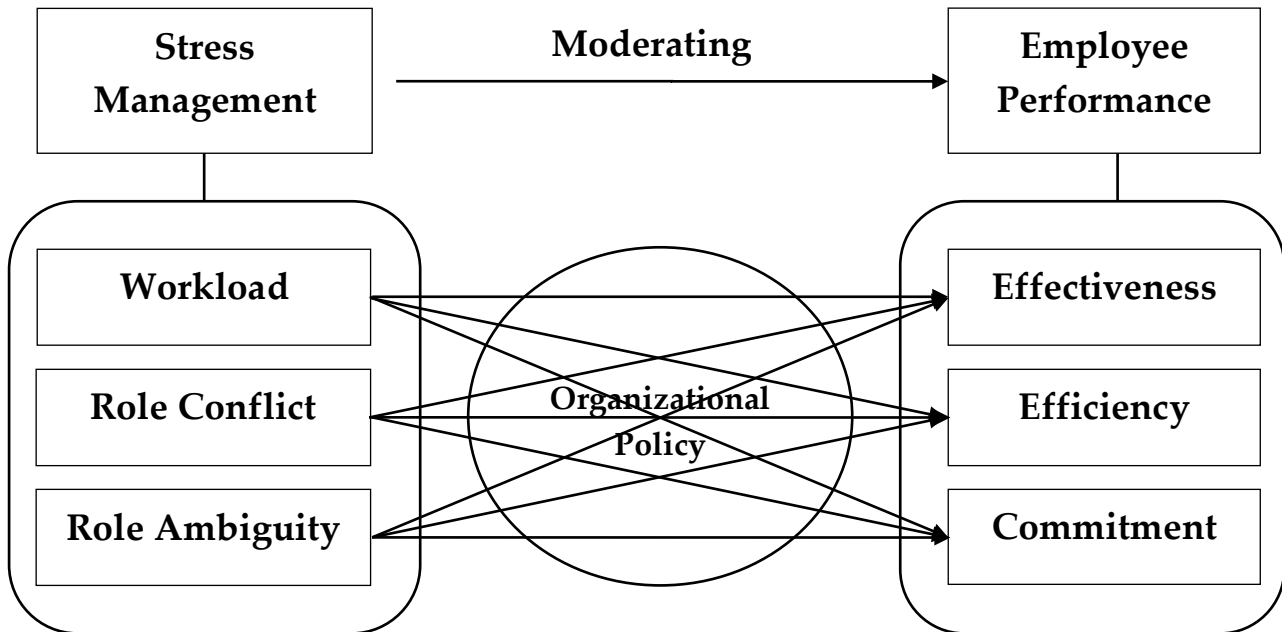 Stress
Management
Moderating
Employee
Performance
Workload
Role Conflict
Role Ambiguity
Organizational
Policy
Effectiveness
Efficiency
Commitment